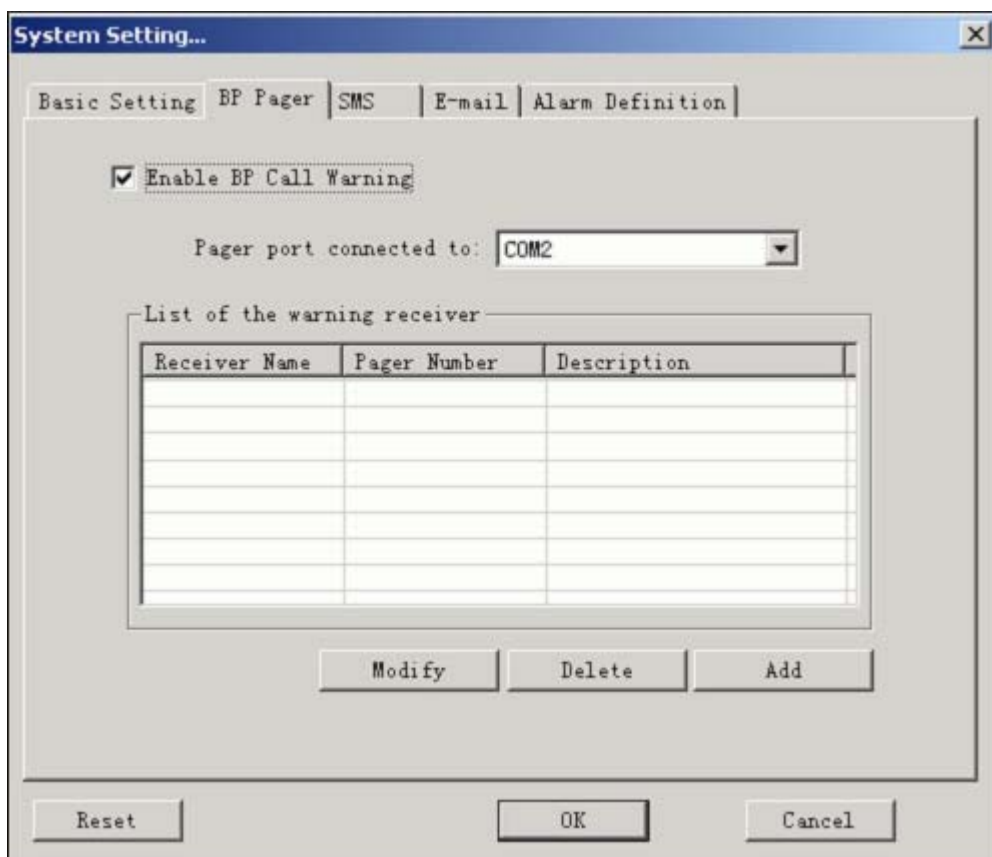 System Setting...
Basic Setting BP Pager SMS E-mail Alarm Definition
Enable BP Call Warning
Pager port connected to: COM2
List of the warning receiver
Receiver Name Pager Number Description
Modify Delete Add
Reset OK Cancel